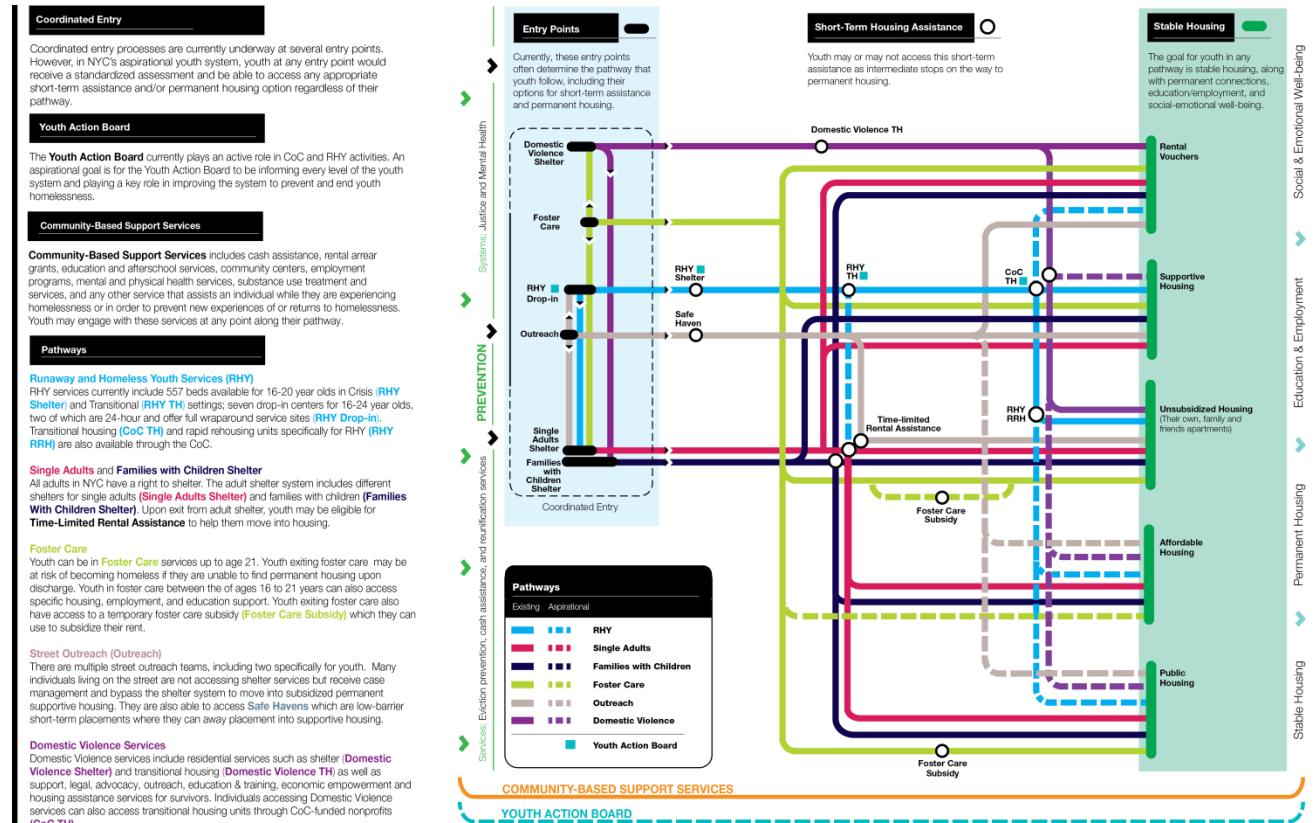 Coordinated Entry
Coordinated entry processes are currently underway at several entry points.
However, in NYC's aspirational youth system, youth at any entry point would
receive a standardized assessment and be able to access any appropriate
short-term assistance and/or permanent housing option regardless of their
pathway.
Youth Action Board
The Youth Action Board currently plays an active role in CoC and RHY activities. An
aspirational goal is for the Youth Action Board to be informing every level of the youth
system and playing a key role in improving the system to prevent and end youth
homelessness.
Community-Based Support Services
Community-Based Support Services includes cash assistance, rental arrear
grants, education and afterschool services, community centers, employment
programs, mental and physical health services, substance use treatment and
services, and any other service that assists an individual while they are experiencing
homelessness or in order to prevent new experiences of or returns to homelessness.
Youth may engage with these services at any point along their pathway.
Pathways
Runaway and Homeless Youth Services (RHY)
RHY services currently include 557 beds available for 16-20 year olds in Crisis (RHY
Shelter) and Transitional (RHY TH) settings; seven drop-in centers for 16-24 year olds,
two of which are 24-hour and offer full wraparound service sites (RHY Drop-in).
Transitional housing (CoC TH) and rapid rehousing units specifically for RHY (RHY
RRH) are also available through the CoC.
Single Adults and Families with Children Shelter
All adults in NYC have a right to shelter. The adult shelter system includes different
shelters for single adults (Single Adults Shelter) and families with children (Families
With Children Shelter). Upon exit from adult shelter, youth may be eligible for
Time-Limited Rental Assistance to help them move into housing.
Foster Care
Youth can be in Foster Care services up to age 21. Youth exiting foster care may be
at risk of becoming homeless if they are unable to find permanent housing upon
discharge. Youth in foster care between the of ages 16 to 21 years can also access
specific housing, employment, and education support. Youth exiting foster care also
have access to a temporary foster care subsidy (Foster Care Subsidy) which they can
use to subsidize their rent.
Street Outreach (Outreach)
There are multiple street outreach teams, including two specifically for youth. Many
individuals living on the street are not accessing shelter services but receive case
management and bypass the shelter system to move into subsidized permanent
supportive housing. They are also able to access Safe Havens which are low-barrier
short-term placements where they can away placement into supportive housing.
Domestic Violence Services
Domestic Violence services include residential services such as shelter (Domestic
Violence Shelter) and transitional housing (Domestic Violence TH) as well as
support, legal, advocacy, outreach, education & training, economic empowerment and
housing assistance services for survivors. Individuals accessing Domestic Violence
services can also access transitional housing units through CoC-funded nonprofits
(CoC TH)
Systems: Justice and Mental Health
PREVENTION
Services: Eviction prevention, cash assistance, and reunification services
Entry Points
Currently, these entry points
often determine the pathway that
youth follow, including their
options for short-term assistance
and permanent housing.
Domestic
Violence
Shelter
Foster
Care
RHY
Drop-in
Outreach
Single
Adults
Shelter
Families
with
Children
Shelter
Coordinated Entry
Short-Term Housing Assistance
Youth may or may not access this short-term
assistance as intermediate stops on the way to
permanent housing.
Domestic Violence TH
RHY
Shelter
RHY
TH
CoC
TH
Safe
Haven
Time-limited
Rental Assistance
RHY
RRH
Foster Care
Subsidy
Foster Care
Subsidy
Stable Housing
The goal for youth in any
pathway is stable housing, along
with permanent connections,
education/employment, and
social-emotional well-being.
Rental
Vouchers
Supportive
Housing
Unsubsidized Housing
(Their own, family and
friends apartments)
Affordable
Housing
Public
Housing
Social & Emotional Well-being
Education & Employment
Permanent Housing
Stable Housing
Pathways
Existing Aspirational
RHY
Single Adults
Families with Children
Foster Care
Outreach
Domestic Violence
Youth Action Board
COMMUNITY-BASED SUPPORT SERVICES
YOUTH ACTION BOARD